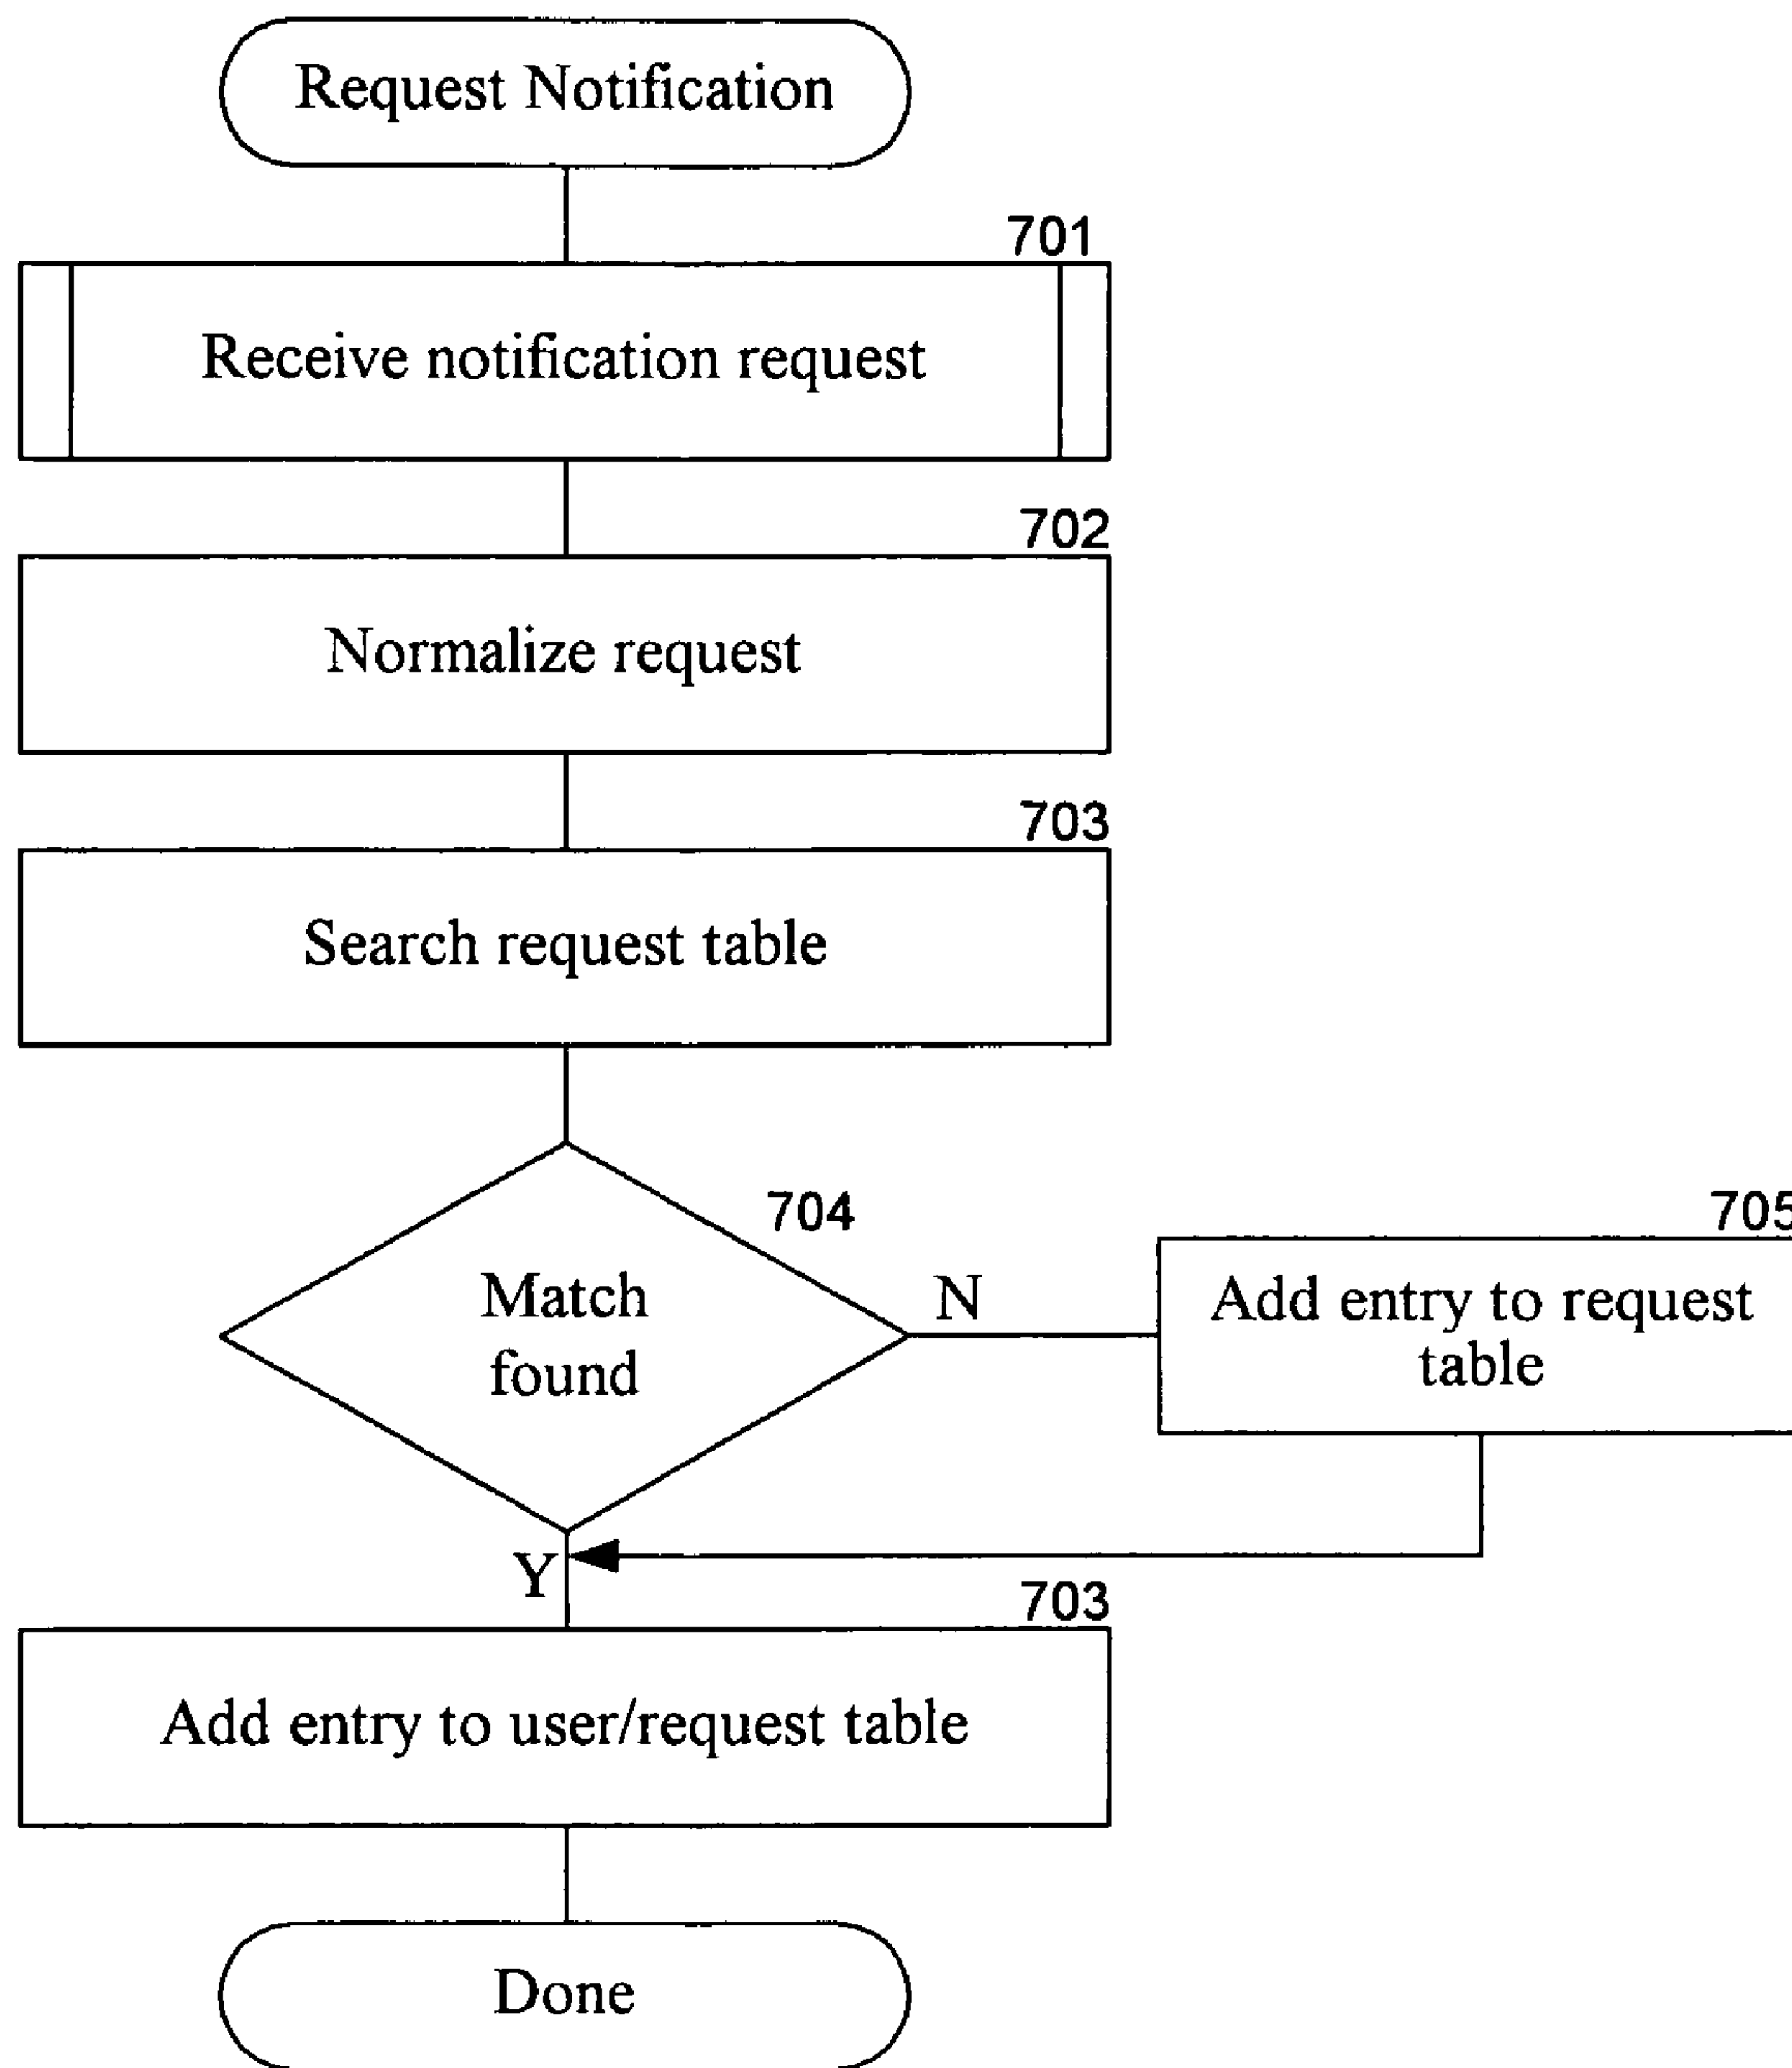 Request Notification
701
Receive notification request
702
Normalize request
703
Search request table
704
Match
found
N
705
Add entry to request
table
Y
703
Add entry to user/request table
Done